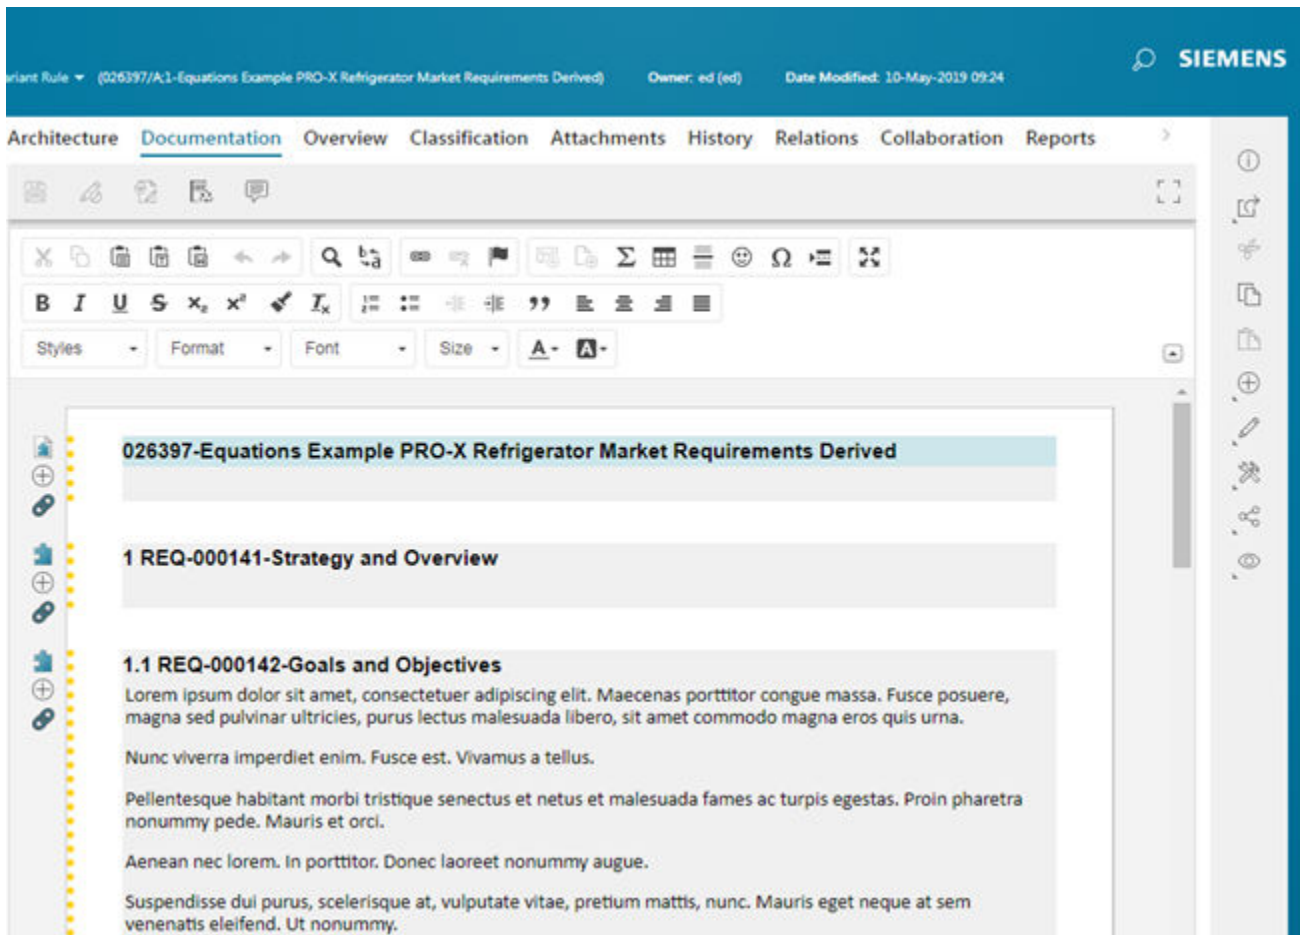 SIEMENS
ariant Rule (026397/A;1-Equations Example PRO-X Refrigerator Market Requirements Derived) Owner: ed (ed) Date Modified: 10-May-2019 09:24
Architecture Documentation Overview Classification Attachments History Relations Collaboration Reports
B I U S x₂ x² Ix
Styles Format Font Size A A
026397-Equations Example PRO-X Refrigerator Market Requirements Derived
1 REQ-000141-Strategy and Overview
1.1 REQ-000142-Goals and Objectives
Lorem ipsum dolor sit amet, consectetuer adipiscing elit. Maecenas porttitor congue massa. Fusce posuere,
magna sed pulvinar ultricies, purus lectus malesuada libero, sit amet commodo magna eros quis urna.
Nunc viverra imperdiet enim. Fusce est. Vivamus a tellus.
Pellentesque habitant morbi tristique senectus et netus et malesuada fames ac turpis egestas. Proin pharetra
nonummy pede. Mauris et orci.
Aenean nec lorem. In porttitor. Donec laoreet nonummy augue.
Suspendisse dui purus, scelerisque at, vulputate vitae, pretium mattis, nunc. Mauris eget neque at sem
venenatis eleifend. Ut nonummy.